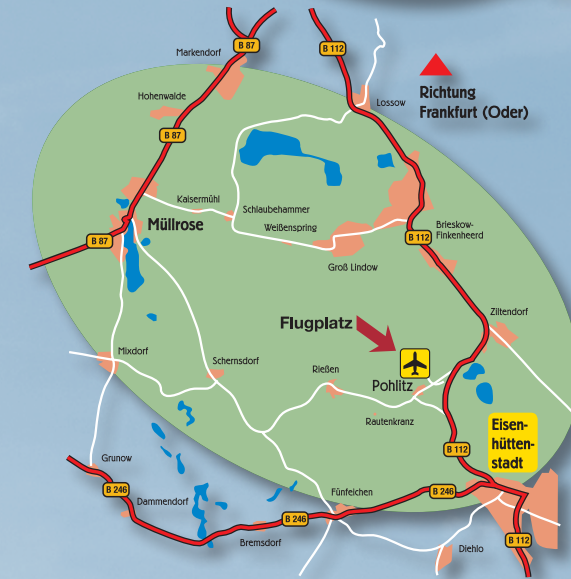 B 87
B 112
Markendorf
Richtung
Frankfurt (Oder)
Hohenwalde
Lossow
B 87
Kaisermühl
Schlaubehammer
Müllrose
Weißenspring
Brieskow-
Finkenheerd
B 87
B 112
Groß Lindow
Ziltendorf
Flugplatz
Mixdorf
Schernsdorf
Rießen
Pohlitz
Rautenkranz
Eisen-
hütten-
stadt
B 112
Grunow
B 246
Dammendorf
Fünfeichen
B 246
B 246
Bremsdorf
B 112
Diehlo